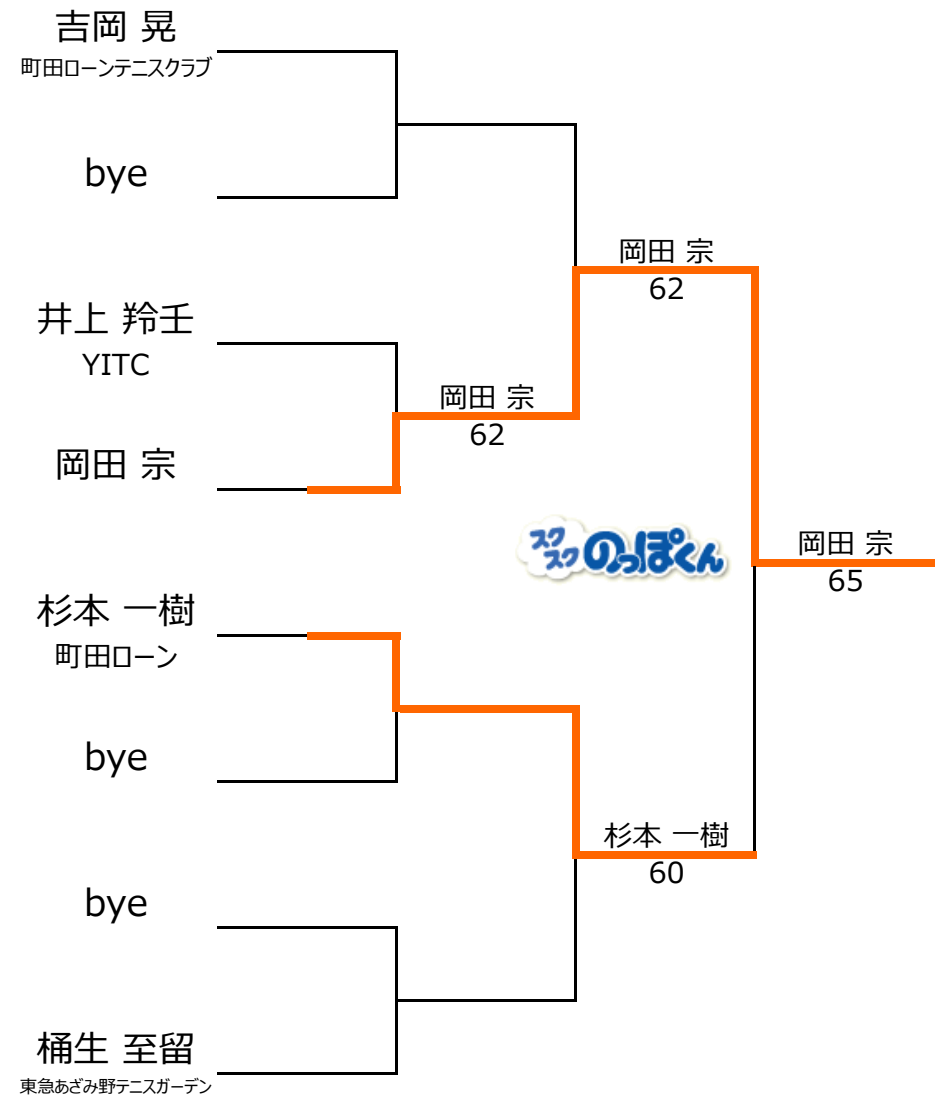 吉岡 晃
町田ローンテニスクラブ
bye
岡田 宗
62
井上 羚壬
YITC
岡田 宗
62
岡田 宗
スク
スク
のっぽくん
岡田 宗
65
杉本 一樹
町田ローン
bye
杉本 一樹
60
bye
桶生 至留
東急あざみ野テニスガーデン